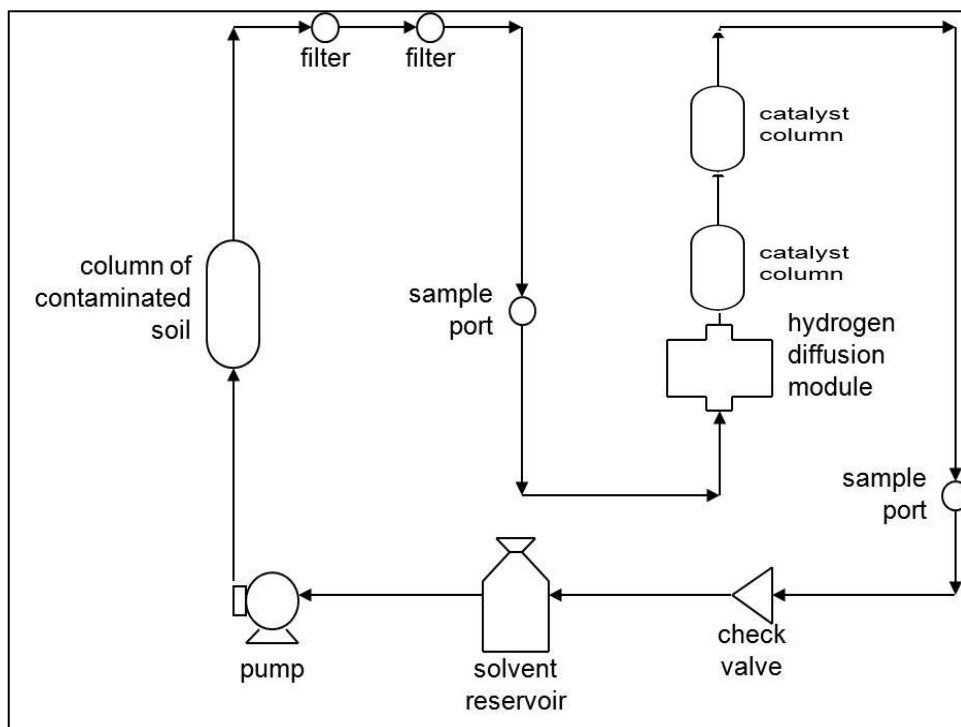 filter
filter
catalyst
column
column of
contaminated
soil
sample
port
catalyst
column
hydrogen
diffusion
module
sample
port
pump
solvent
reservoir
check
valve